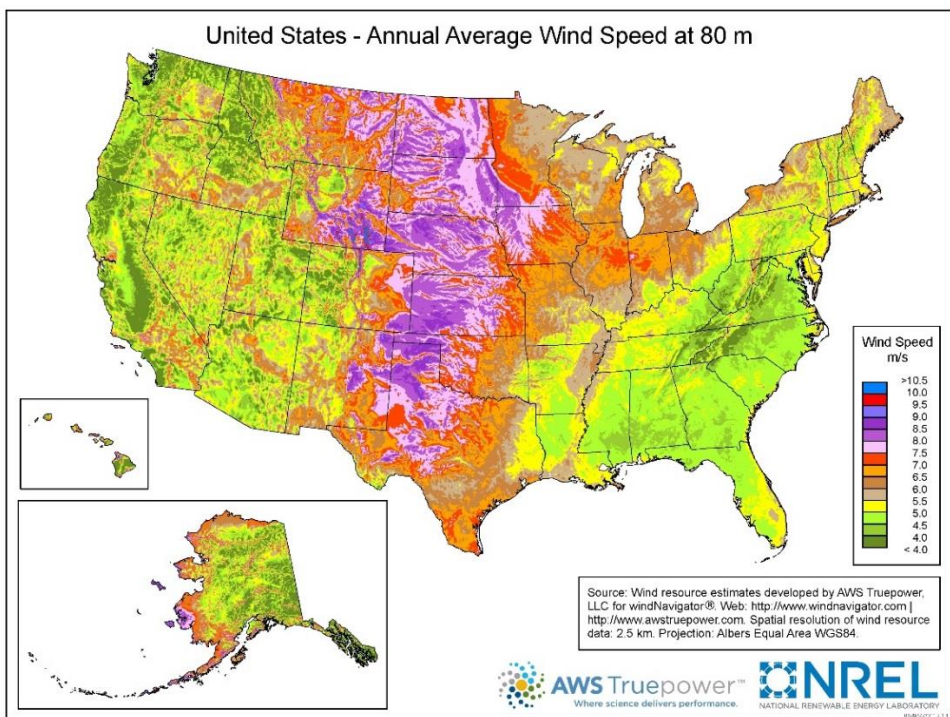 United States - Annual Average Wind Speed at 80 m
Wind Speed
m/s
>10.5
10.0
9.5
9.0
8.5
8.0
7.5
7.0
6.5
6.0
5.5
5.0
4.5
4.0
< 4.0
Source: Wind resource estimates developed by AWS Truepower,
LLC for windNavigator®. Web: http://www.windnavigator.com |
http://www.awstruepower.com. Spatial resolution of wind resource
data: 2.5 km. Projection: Albers Equal Area WGS84.
AWS Truepower™
Where science delivers performance.
NREL
NATIONAL RENEWABLE ENERGY LABORATORY